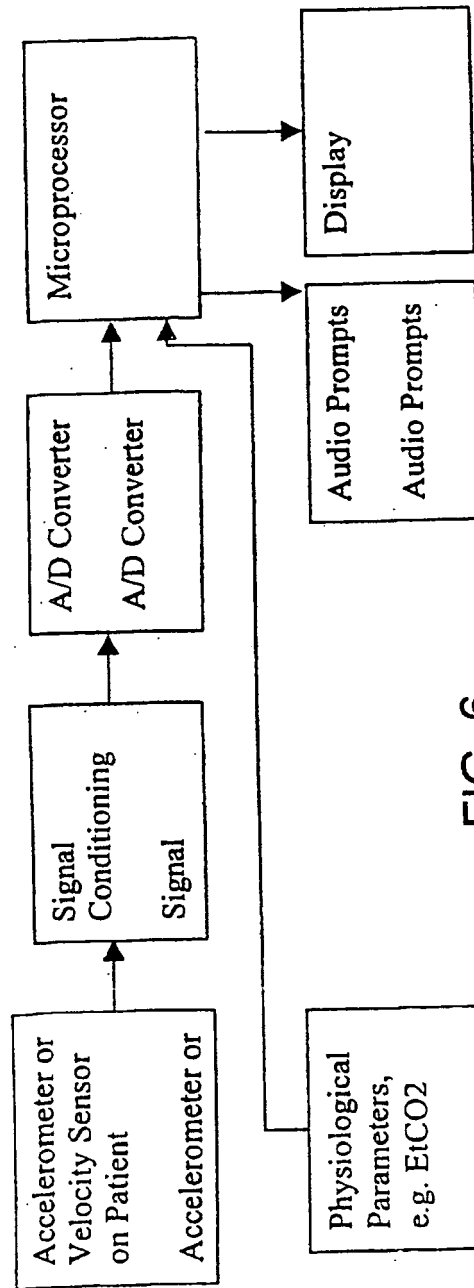 Accelerometer or
Velocity Sensor
on Patient
Accelerometer or
Signal
Conditioning
Signal
A/D Converter
A/D Converter
Microprocessor
Physiological
Parameters,
e.g. EtCO2
Audio Prompts
Audio Prompts
Display
FIG. 6